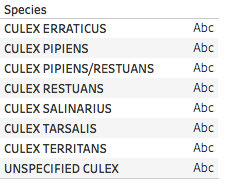 Species
CULEX ERRATICUS Abc
CULEX PIPIENS Abc
CULEX PIPIENS/RESTUANS Abc
CULEX RESTUANS Abc
CULEX SALINARIUS Abc
CULEX TARSALIS Abc
CULEX TERRITANS Abc
UNSPECIFIED CULEX Abc